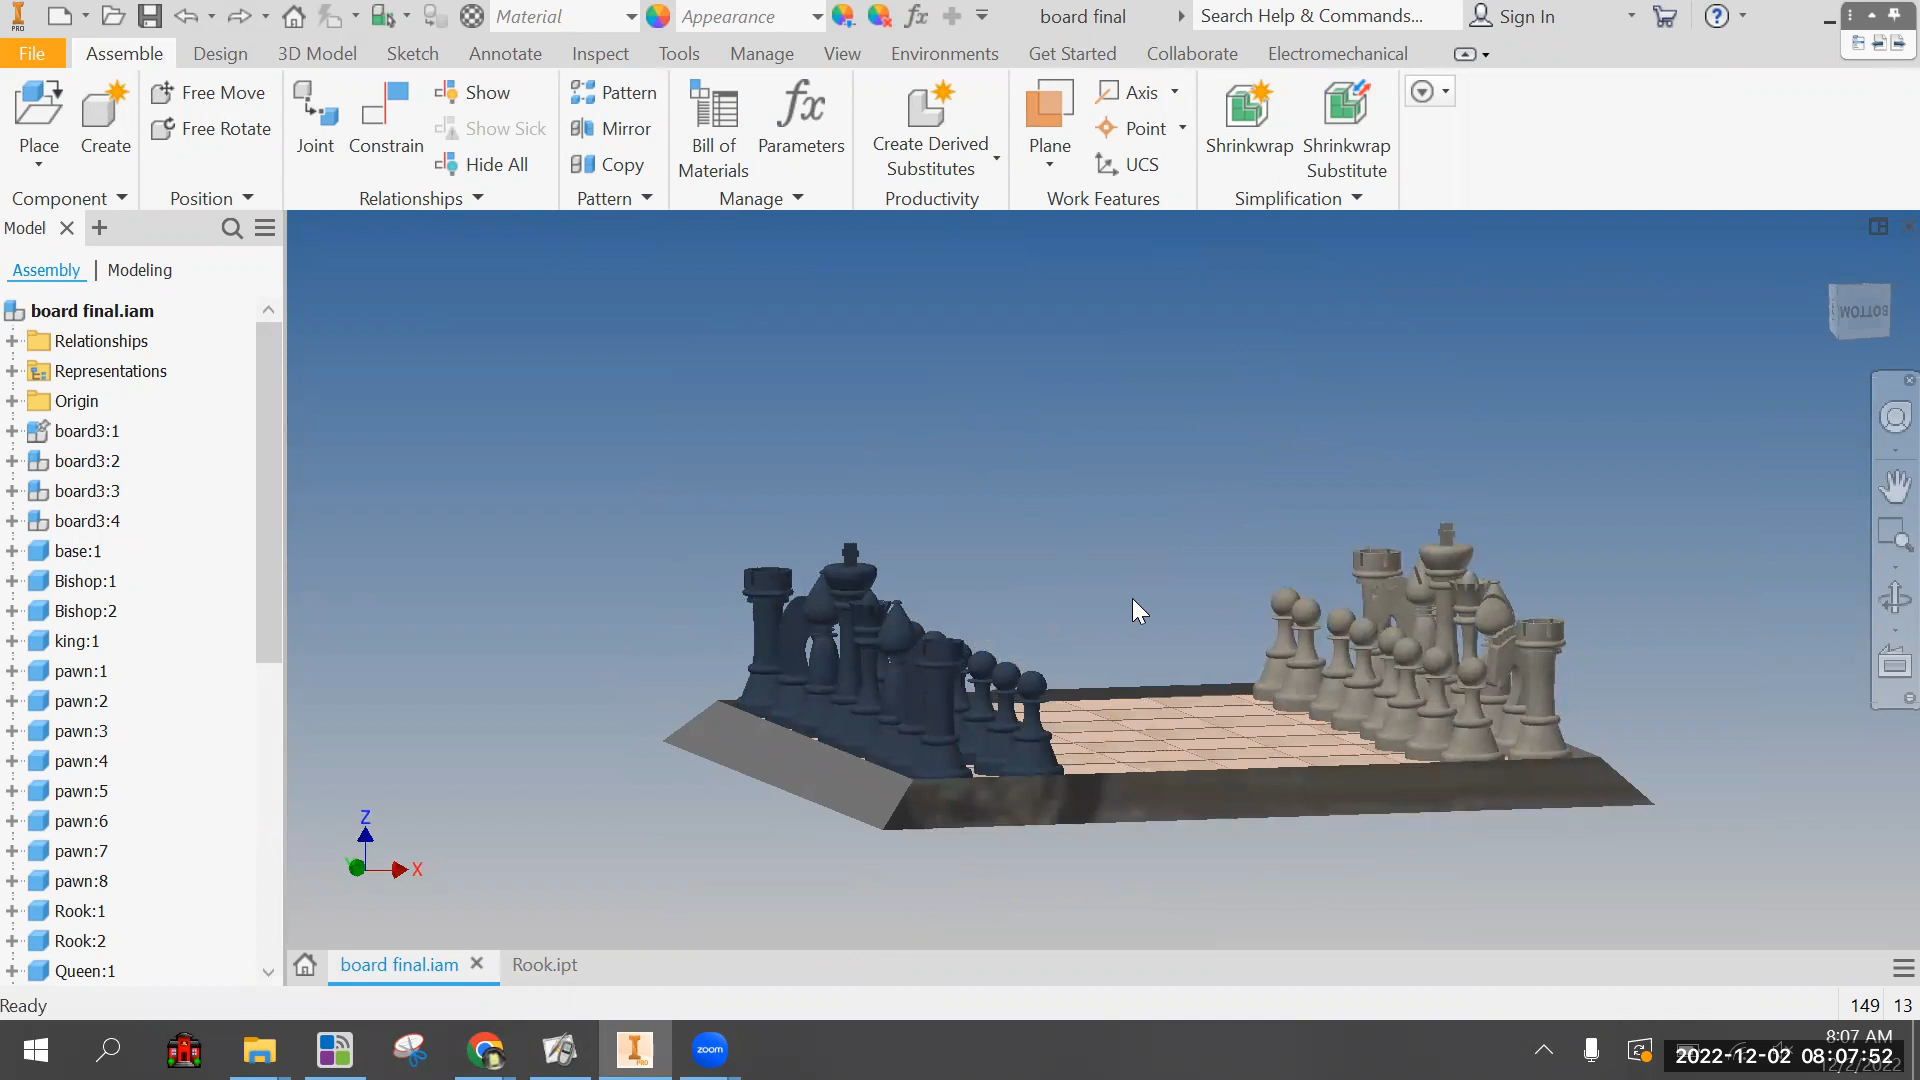 PRO
Material
Appearance
fx
board final
Search Help & Commands...
Sign In
File
Assemble
Design
3D Model
Sketch
Annotate
Inspect
Tools
Manage
View
Environments
Get Started
Collaborate
Electromechanical
Place
Create
Free Move
Free Rotate
Joint
Constrain
Show
Show Sick
Hide All
Pattern
Mirror
Copy
Bill of
Materials
fx
Parameters
Create Derived
Substitutes
Plane
Axis
Point
UCS
Shrinkwrap
Shrinkwrap
Substitute
Component
Position
Relationships
Pattern
Manage
Productivity
Work Features
Simplification
Model
Assembly | Modeling
board final.iam
Relationships
Representations
Origin
board3:1
board3:2
board3:3
board3:4
base:1
Bishop:1
Bishop:2
king:1
pawn:1
pawn:2
pawn:3
pawn:4
pawn:5
pawn:6
pawn:7
pawn:8
Rook:1
Rook:2
Queen:1
BOTTOM
Z
X
board final.iam
Rook.ipt
Ready
149 13
PRO
zoom
8:07 AM
2022-12-02 08:07:52